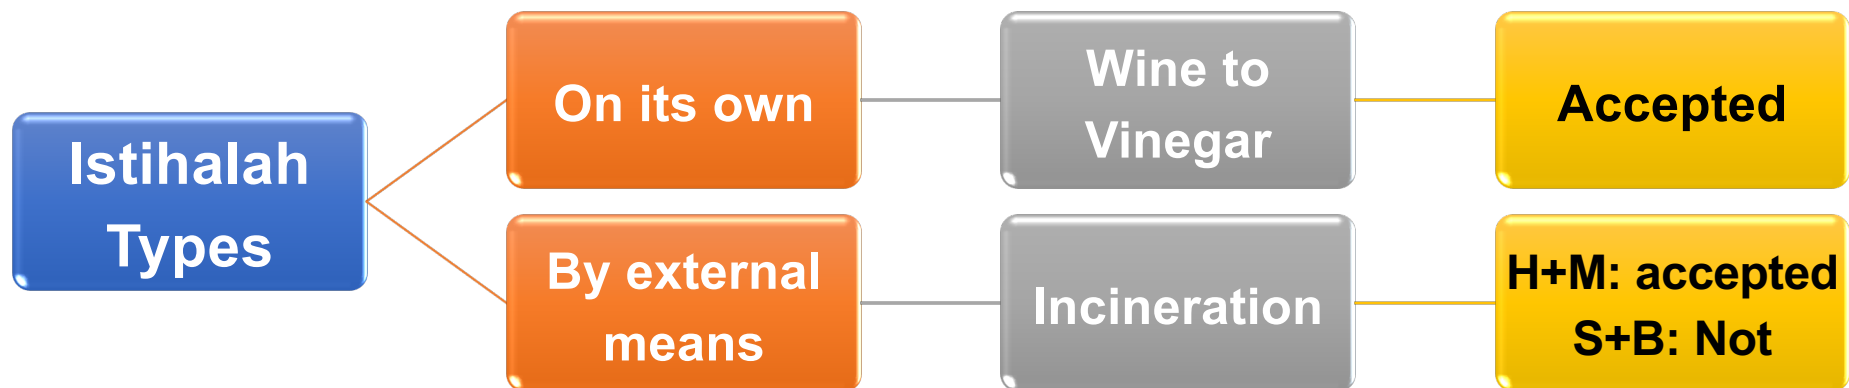 Istihalah
Types
On its own
Wine to
Vinegar
Accepted
By external
means
Incineration
H+M: accepted
S+B: Not